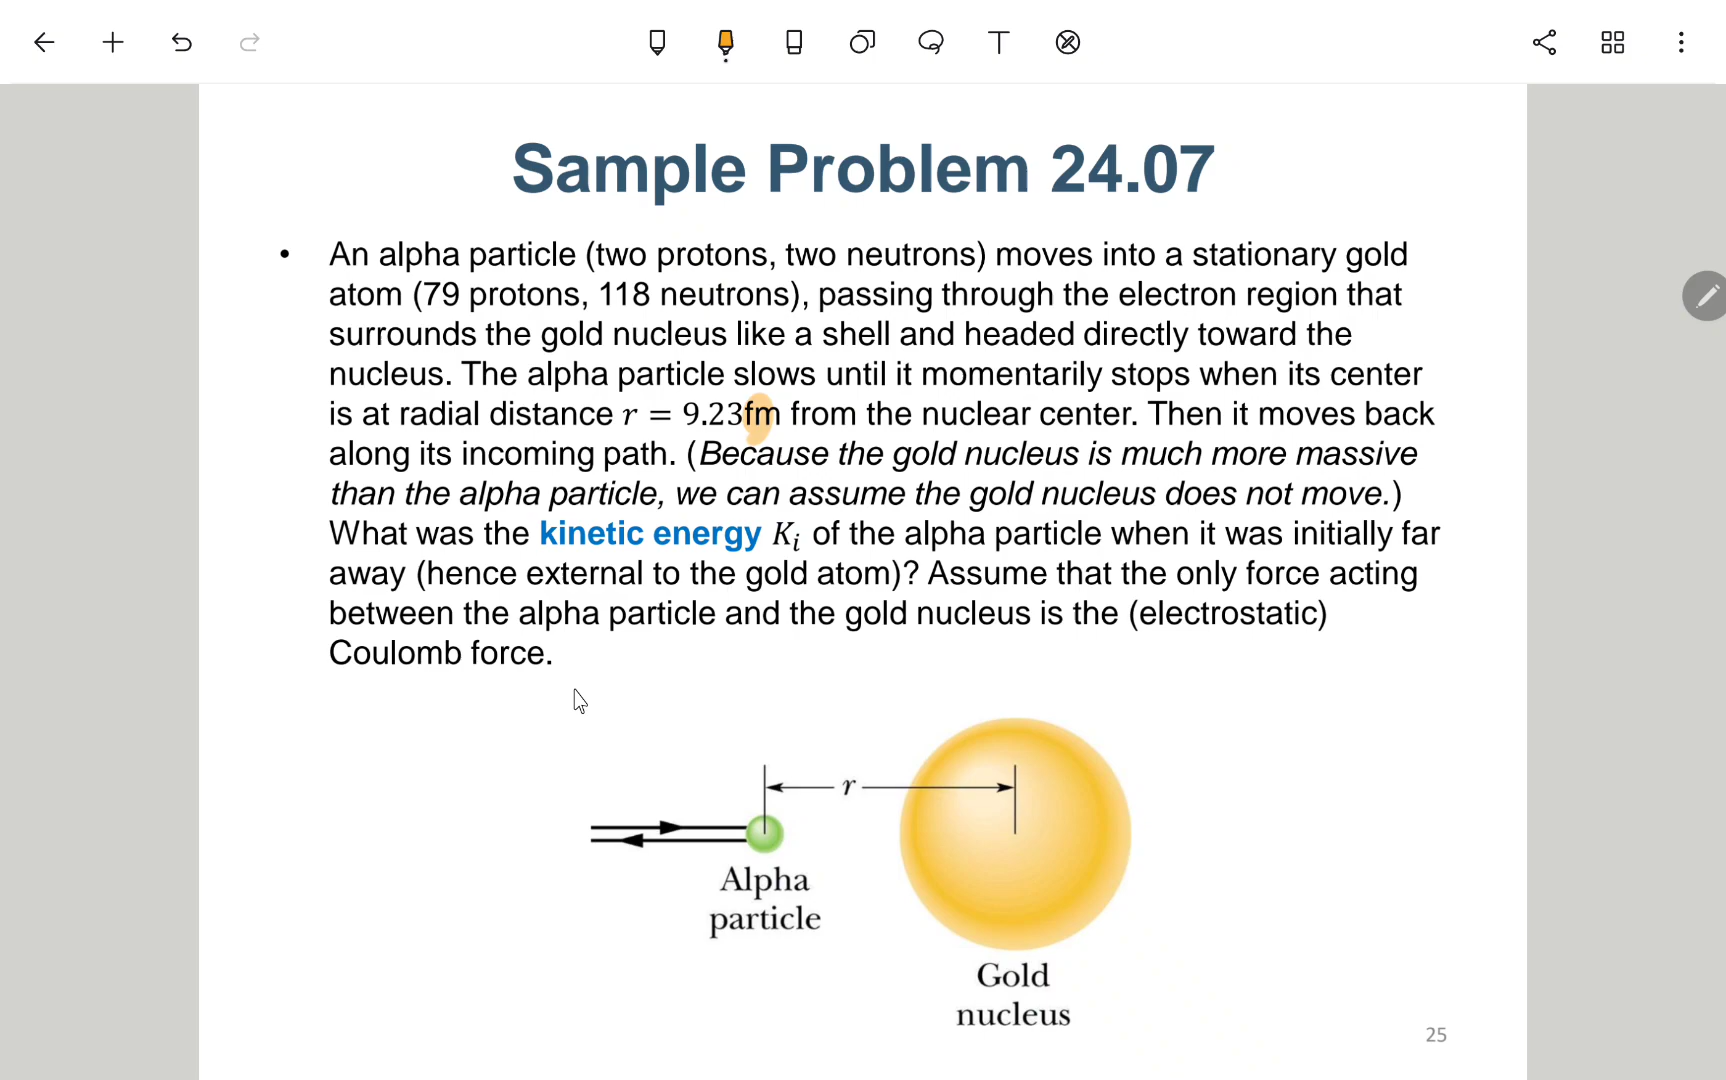 Sample Problem 24.07
• An alpha particle (two protons, two neutrons) moves into a stationary gold
atom (79 protons, 118 neutrons), passing through the electron region that
surrounds the gold nucleus like a shell and headed directly toward the
nucleus. The alpha particle slows until it momentarily stops when its center
is at radial distance r = 9.23fm from the nuclear center. Then it moves back
along its incoming path. (Because the gold nucleus is much more massive
than the alpha particle, we can assume the gold nucleus does not move.)
What was the kinetic energy Kᵢ of the alpha particle when it was initially far
away (hence external to the gold atom)? Assume that the only force acting
between the alpha particle and the gold nucleus is the (electrostatic)
Coulomb force.
r
Alpha
particle
Gold
nucleus
25